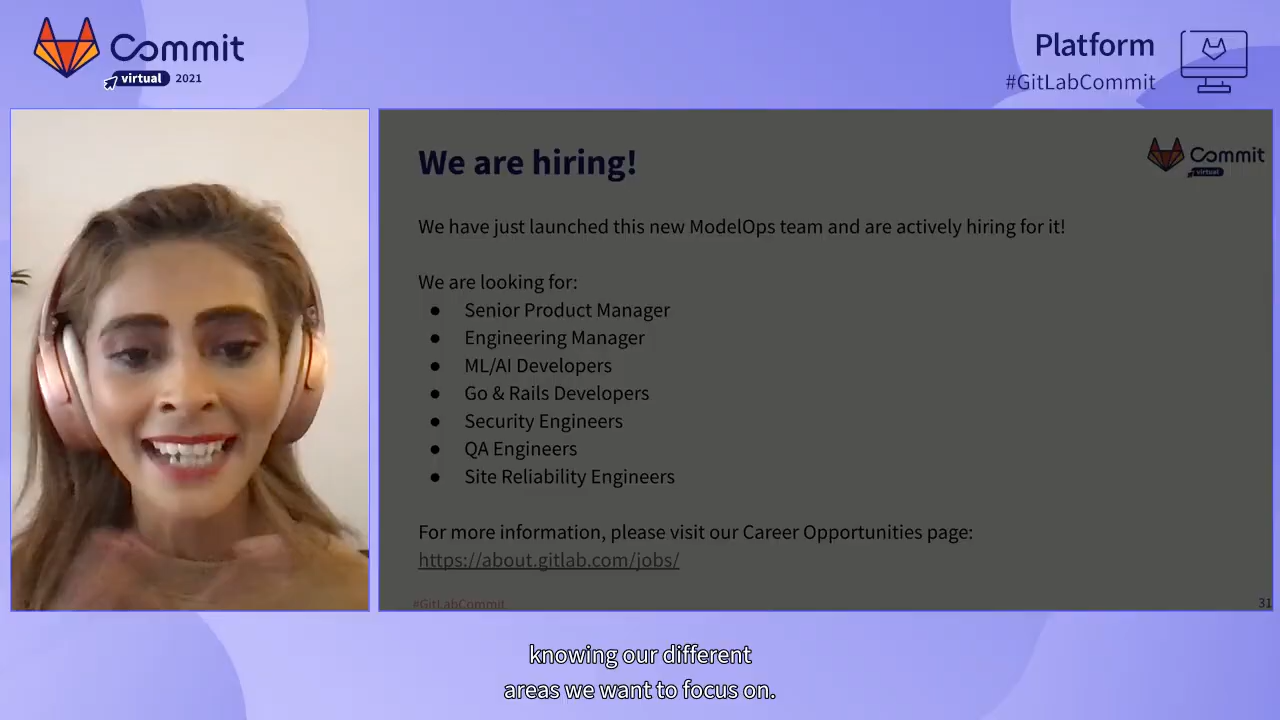 Commit
virtual 2021
Platform
#GitLabCommit
We are hiring!
Commit
virtual
We have just launched this new ModelOps team and are actively hiring for it!
We are looking for:
● Senior Product Manager
● Engineering Manager
● ML/AI Developers
● Go & Rails Developers
● Security Engineers
● QA Engineers
● Site Reliability Engineers
For more information, please visit our Career Opportunities page:
https://about.gitlab.com/jobs/
#GitLabCommit
31
knowing our different
areas we want to focus on.